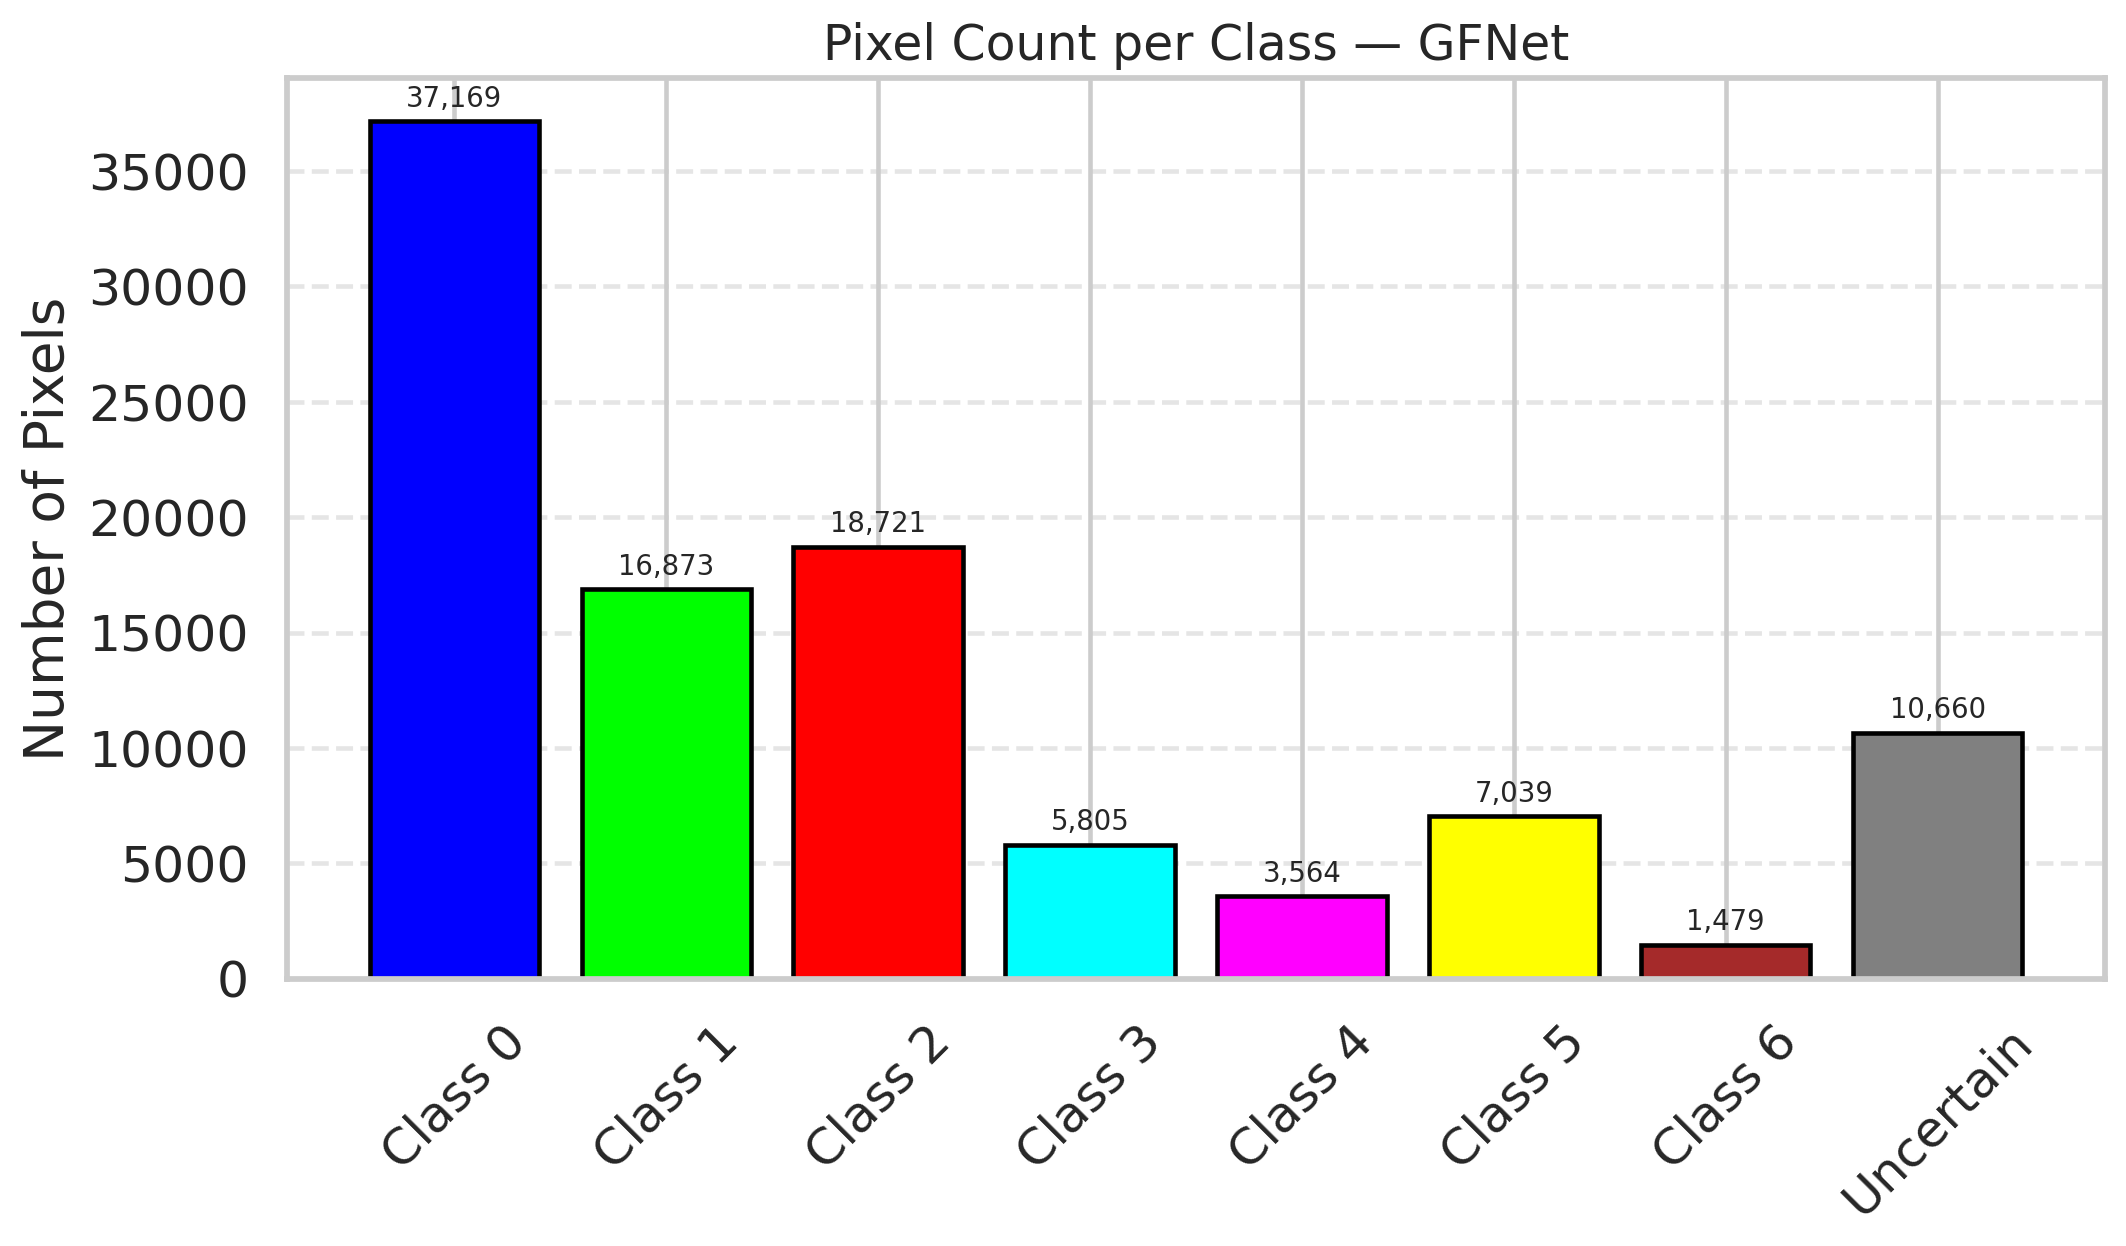 Pixel Count per Class — GFNet
Number of Pixels
35000
30000
25000
20000
15000
10000
5000
0
37,169
16,873
18,721
5,805
3,564
7,039
1,479
10,660
Class 0
Class 1
Class 2
Class 3
Class 4
Class 5
Class 6
Uncertain